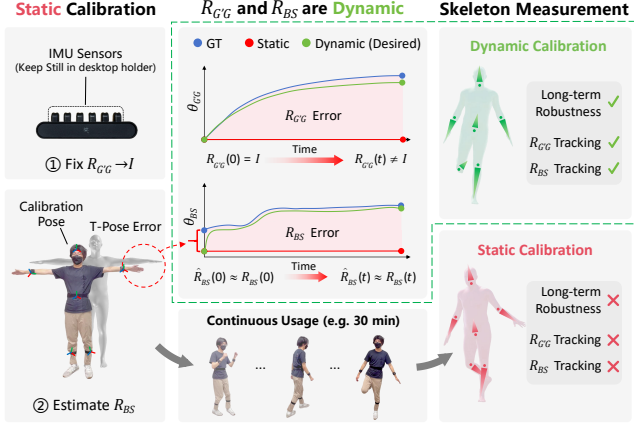 Static Calibration
IMU Sensors
(Keep Still in desktop holder)
① Fix R_{G'G} → I
Calibration
Pose
T-Pose Error
② Estimate R_{BS}
R_{G'G} and R_{BS} are Dynamic
GT
Static
Dynamic (Desired)
θ_{G'G}
R_{G'G} Error
Time
R_{G'G}(0) = I
R_{G'G}(t) ≠ I
θ_{BS}
R_{BS} Error
Time
R̂_{BS}(0) ≈ R_{BS}(0)
R̂_{BS}(t) ≈ R_{BS}(t)
Continuous Usage (e.g. 30 min)
...
...
Skeleton Measurement
Dynamic Calibration
Long-term
Robustness ✓
R_{G'G} Tracking ✓
R_{BS} Tracking ✓
Static Calibration
Long-term
Robustness ✗
R_{G'G} Tracking ✗
R_{BS} Tracking ✗